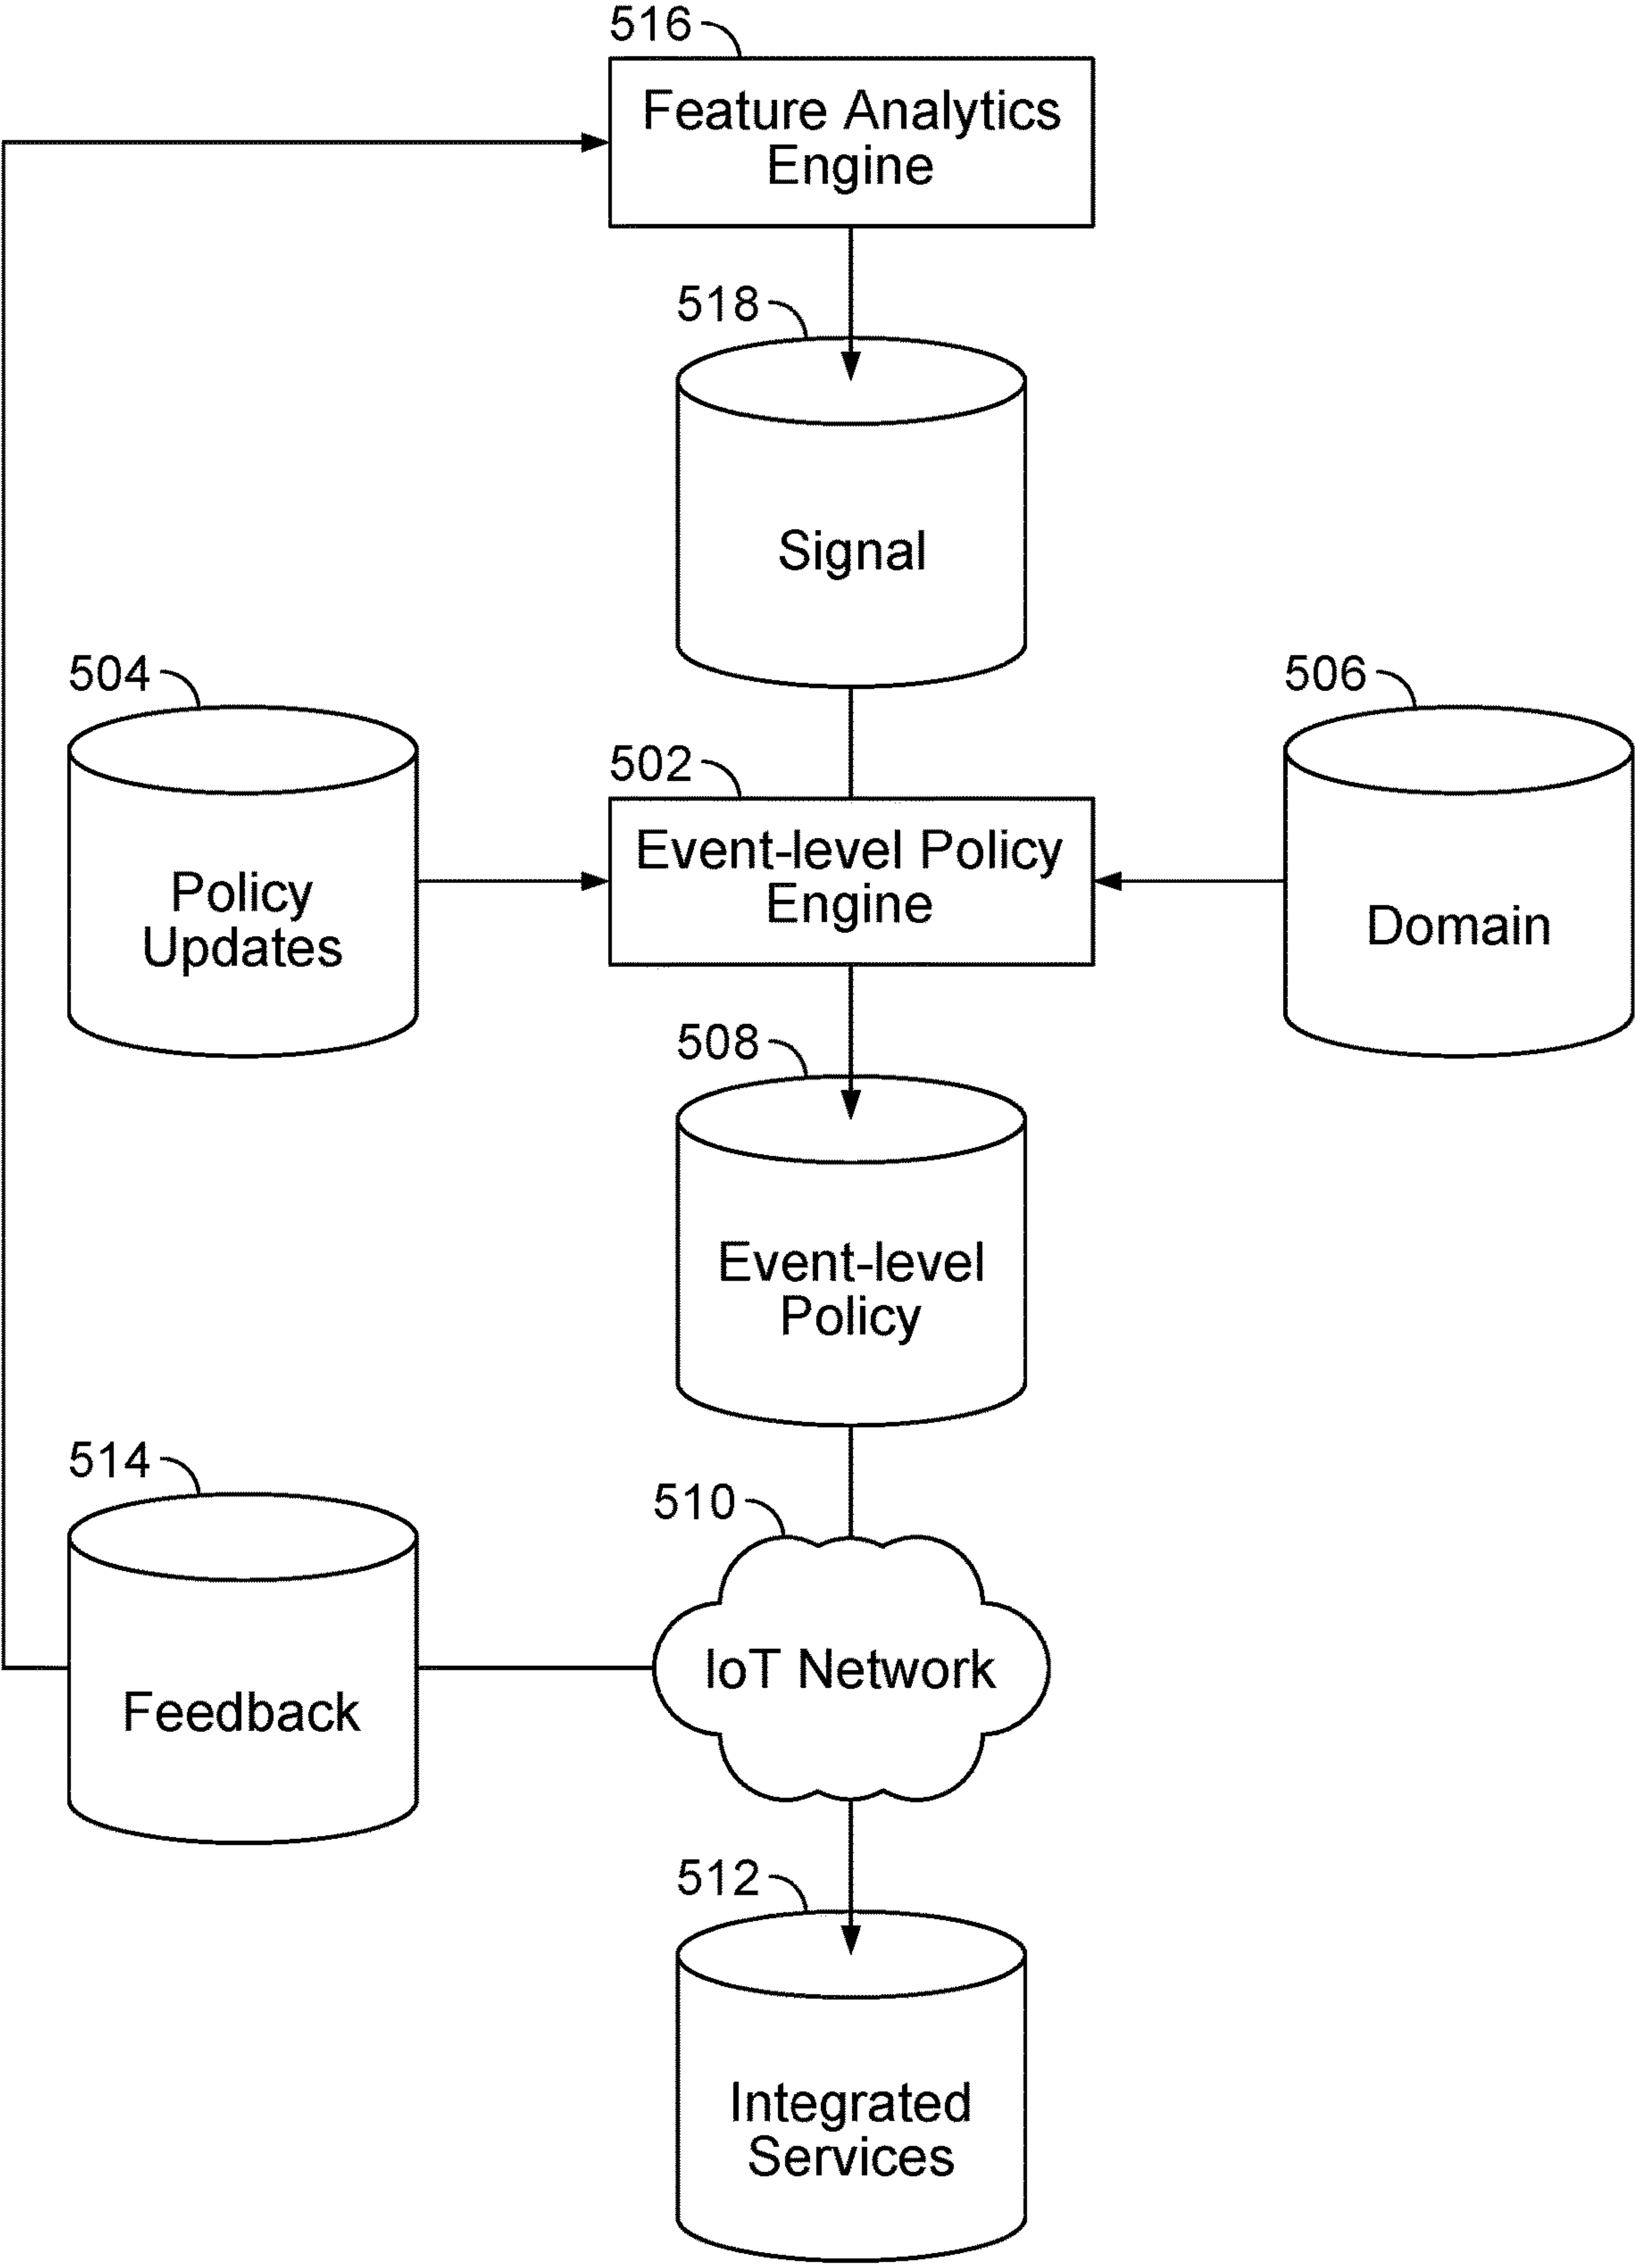 516
Feature Analytics
Engine
518
Signal
504
Policy
Updates
502
Event-level Policy
Engine
506
Domain
508
Event-level
Policy
514
Feedback
510
IoT Network
512
Integrated
Services